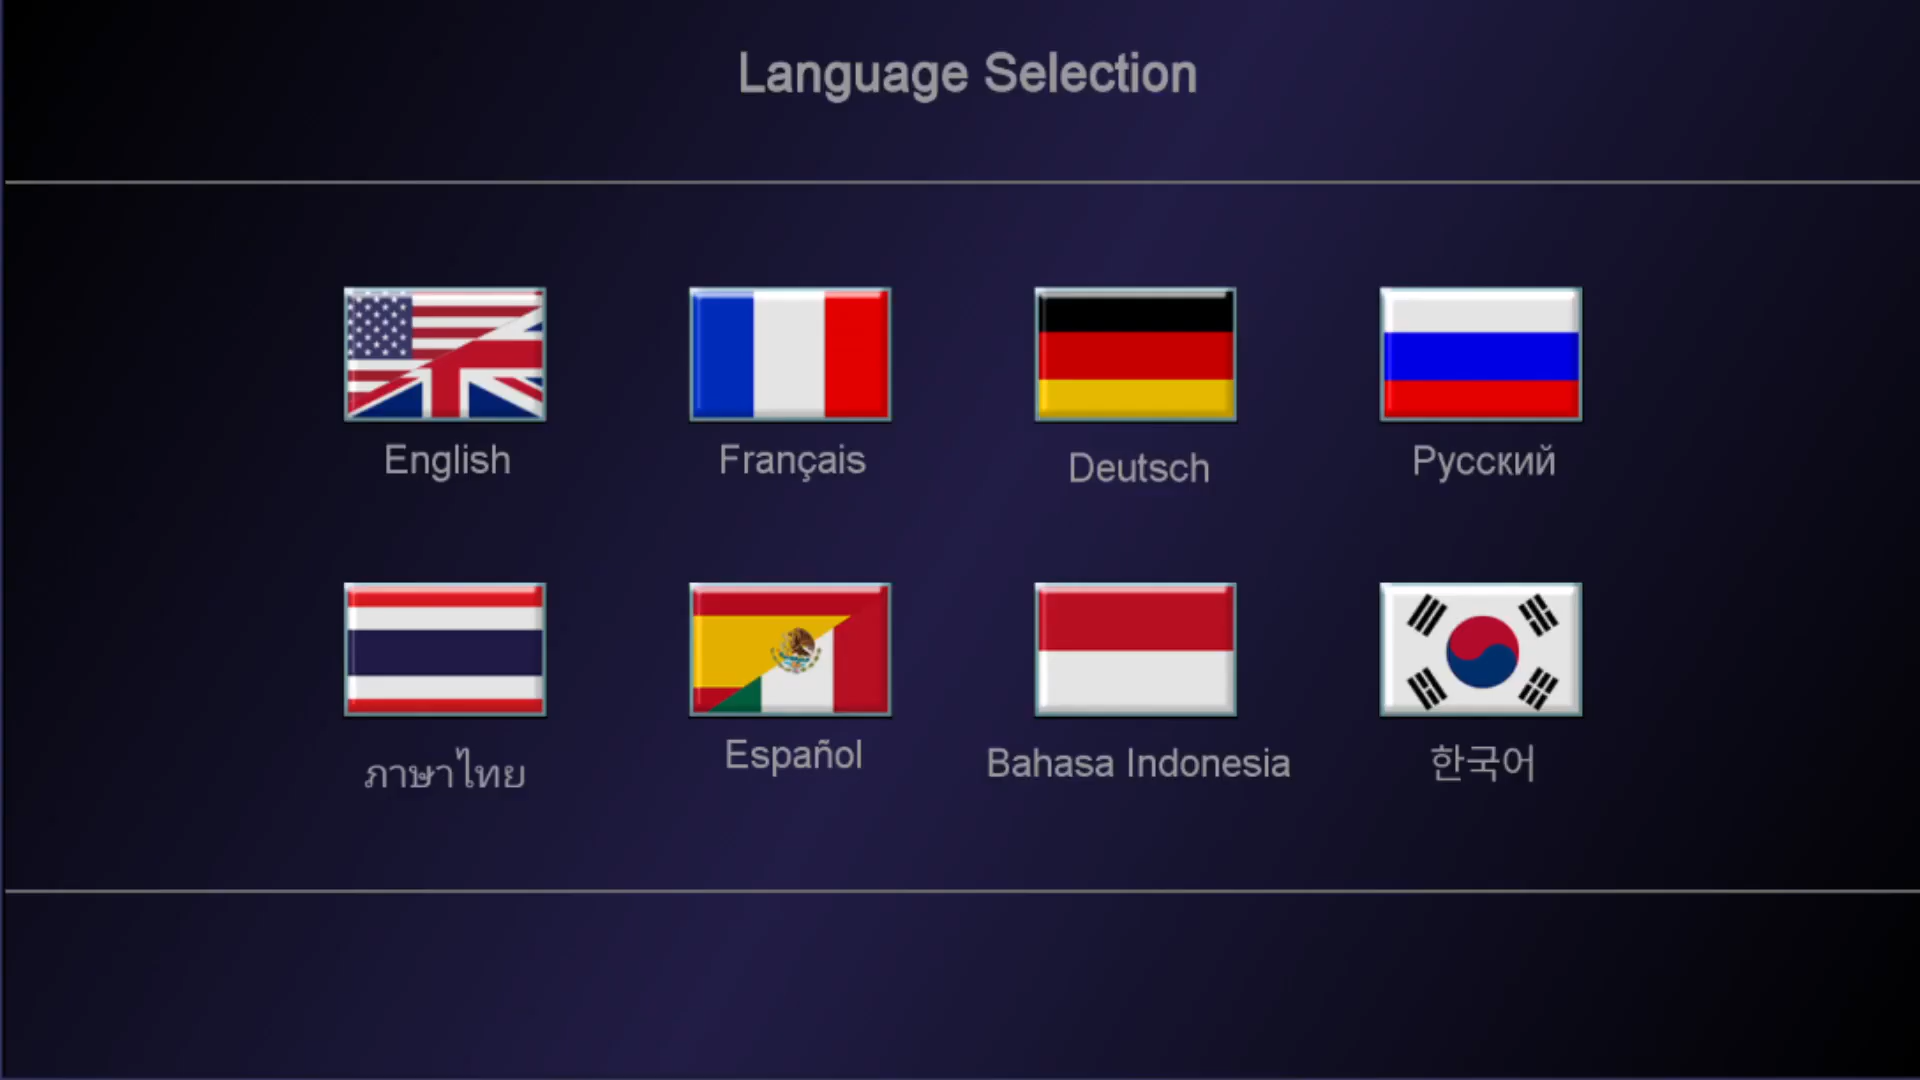 Language Selection
English
Français
Deutsch
Русский
ภาษาไทย
Español
Bahasa Indonesia
한국어